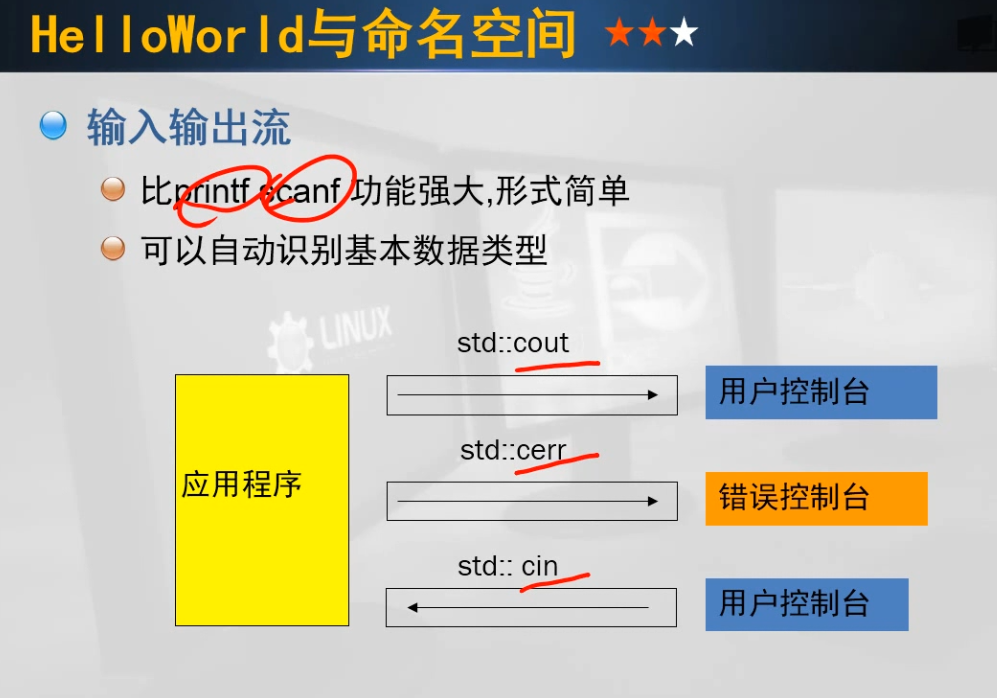 HelloWorld与命名空间
输入输出流
比printf scanf 功能强大,形式简单
可以自动识别基本数据类型
LINUX
std::cout
用户控制台
std::cerr
应用程序
错误控制台
std:: cin
用户控制台